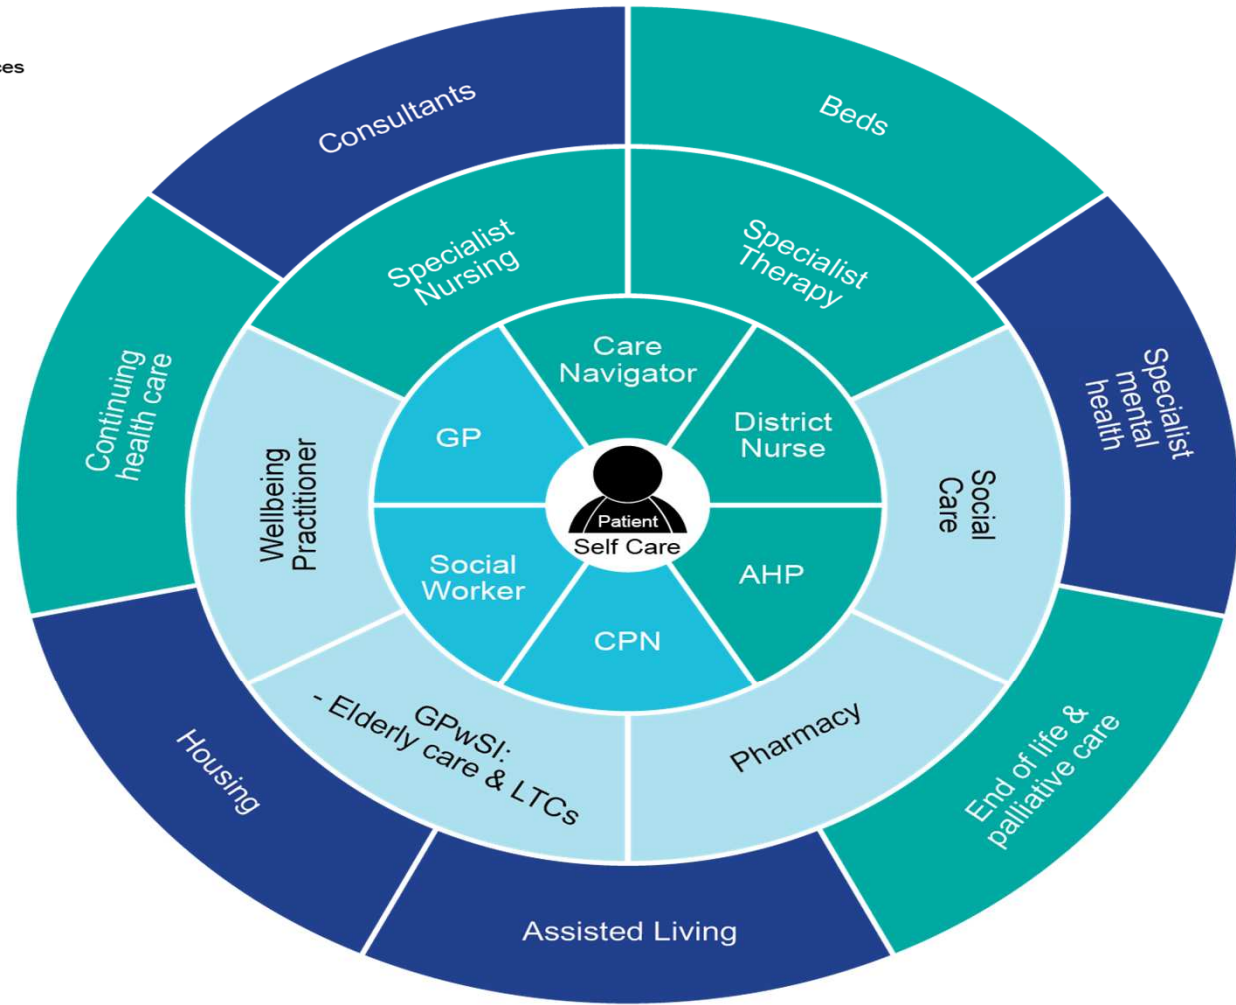 Consultants
Beds
Specialist
Nursing
Specialist
Therapy
Care
Navigator
Continuing
health care
Wellbeing
Practitioner
GP
District
Nurse
Social
Care
Specialist
mental
health
Patient
Self Care
Social
Worker
AHP
CPN
GPwSI:
- Elderly care & LTCs
Pharmacy
Housing
Assisted Living
End of life &
palliative care